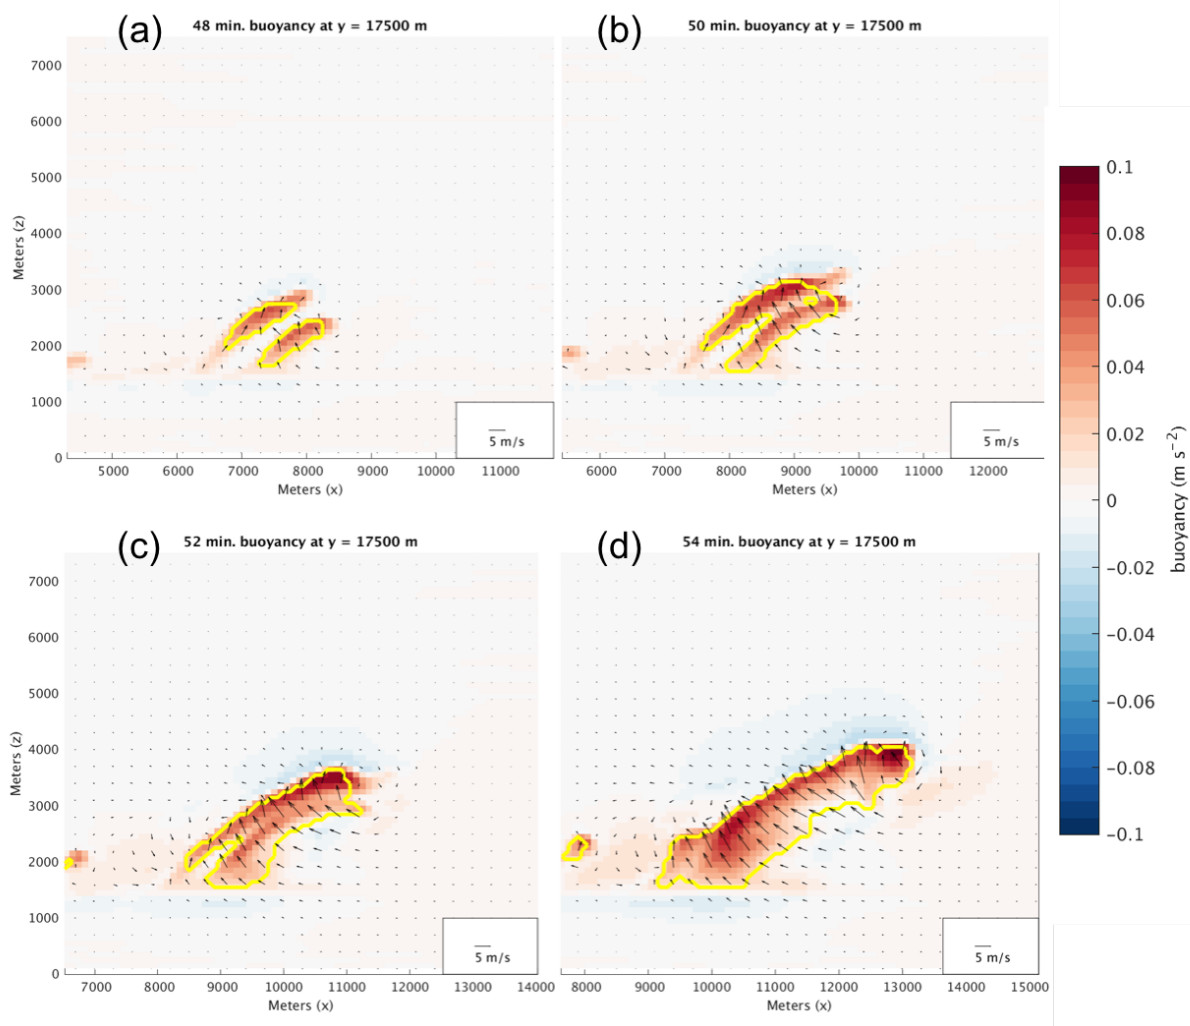 (a) 48 min. buoyancy at y = 17500 m
(b) 50 min. buoyancy at y = 17500 m
Meters (z)
7000
6000
5000
4000
3000
2000
1000
0
5 m/s
5000 6000 7000 8000 9000 10000 11000
Meters (x)
5 m/s
6000 7000 8000 9000 10000 11000 12000
Meters (x)
(c) 52 min. buoyancy at y = 17500 m
(d) 54 min. buoyancy at y = 17500 m
Meters (z)
7000
6000
5000
4000
3000
2000
1000
0
5 m/s
7000 8000 9000 10000 11000 12000 13000 14000
Meters (x)
5 m/s
8000 9000 10000 11000 12000 13000 14000 15000
Meters (x)
0.1
0.08
0.06
0.04
0.02
0
−0.02
−0.04
−0.06
−0.08
−0.1
buoyancy (m s⁻²)